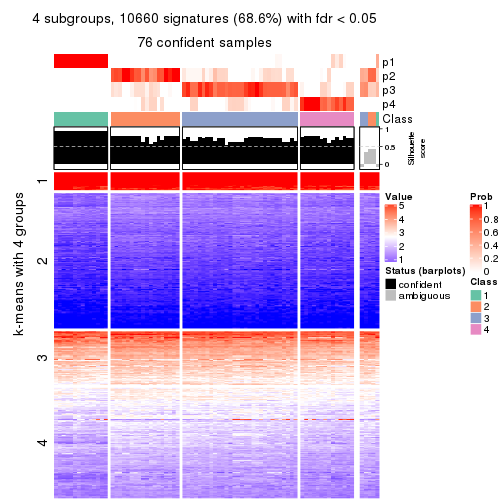 4 subgroups, 10660 signatures (68.6%) with fdr < 0.05
76 confident samples
p1
p2
p3
p4
Class
1
0.5
0
Silhouette
score
k-means with 4 groups
1
2
3
4
Value
5
4
3
2
1
Status (barplots)
confident
ambiguous
Prob
1
0.8
0.6
0.4
0.2
0
Class
1
2
3
4